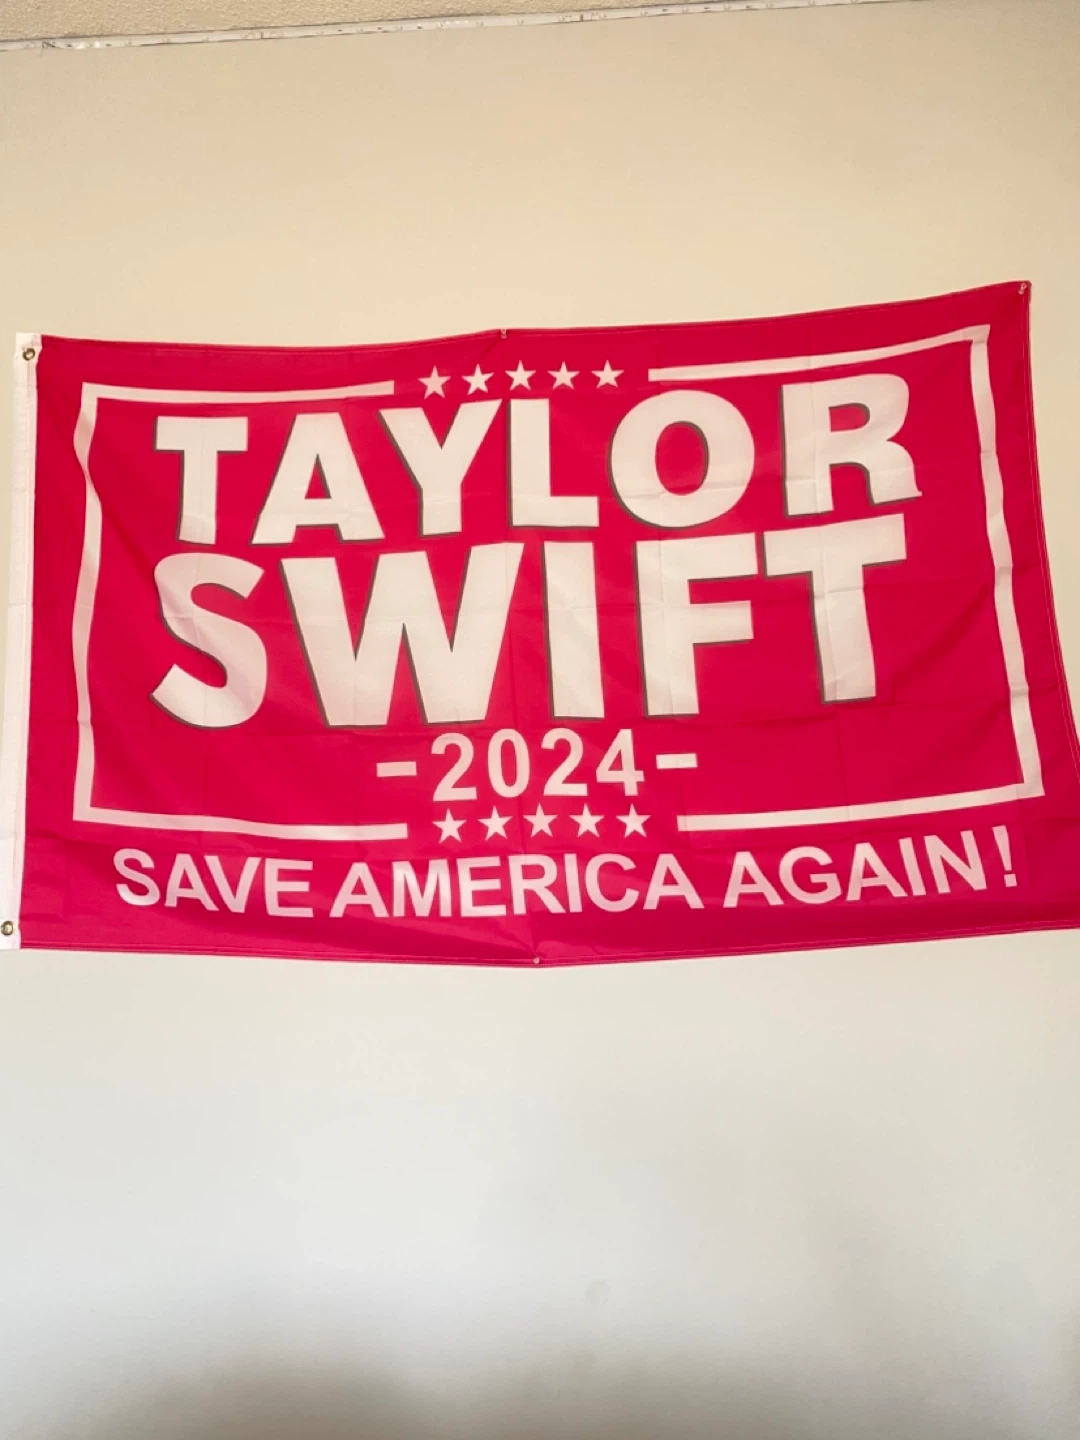 TAYLOR
SWIFT
-2024-
SAVE AMERICA AGAIN!